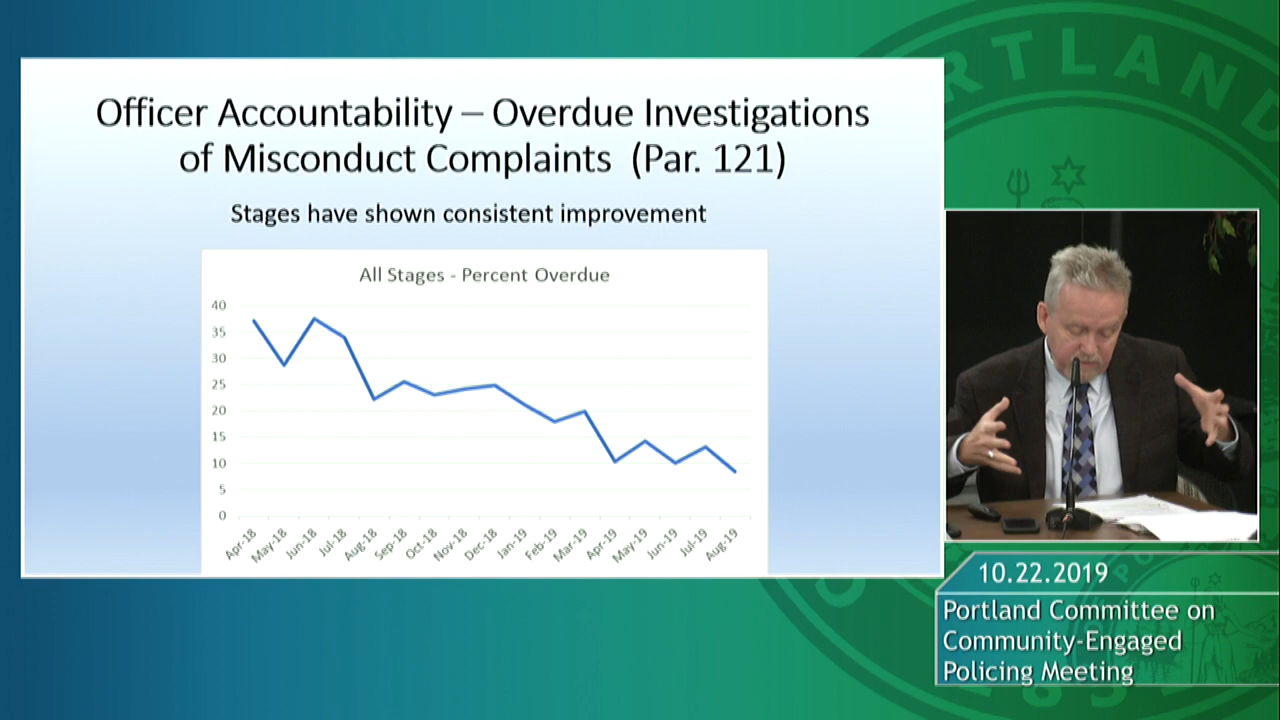 Officer Accountability – Overdue Investigations
of Misconduct Complaints (Par. 121)
Stages have shown consistent improvement
All Stages - Percent Overdue
40
35
30
25
20
15
10
5
0
Apr-18
May-18
Jun-18
Jul-18
Aug-18
Sep-18
Oct-18
Nov-18
Dec-18
Jan-19
Feb-19
Mar-19
Apr-19
May-19
Jun-19
Jul-19
Aug-19
RTLAND
10.22.2019
Portland Committee on
Community-Engaged
Policing Meeting